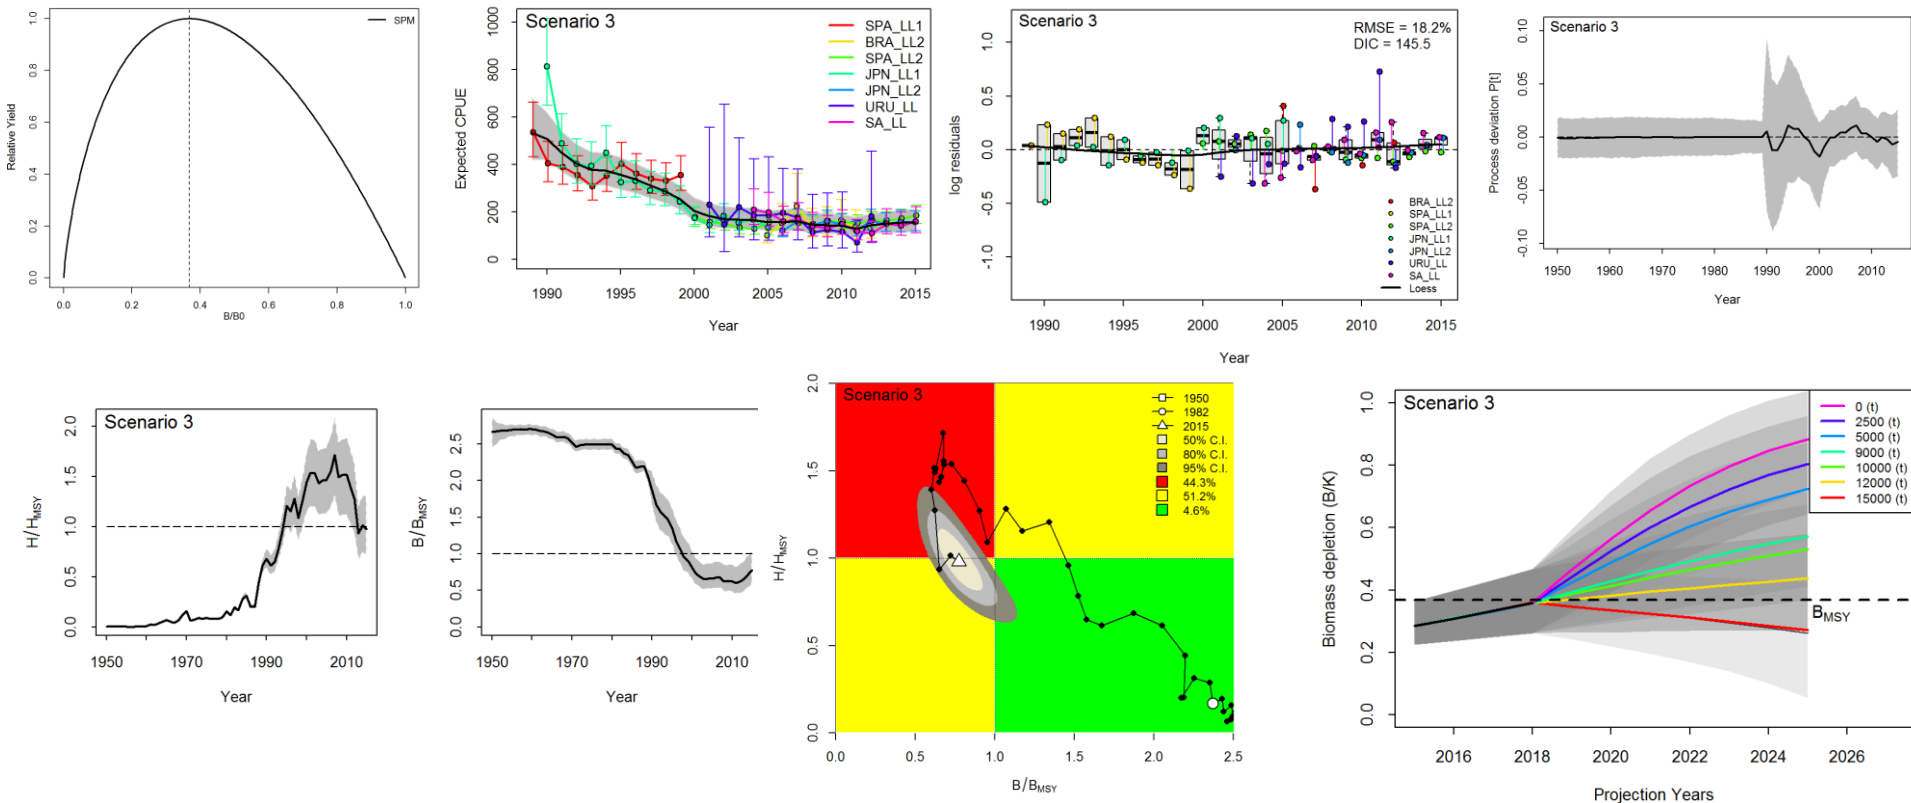 SPM
Relative Yield
0.0 0.2 0.4 0.6 0.8 1.0
0.0 0.2 0.4 0.6 0.8 1.0
B/B0
Scenario 3
SPA_LL1
BRA_LL2
SPA_LL2
JPN_LL1
JPN_LL2
URU_LL
SA_LL
Expected CPUE
0 200 400 600 800 1000
1990 1995 2000 2005 2010 2015
Year
Scenario 3
RMSE = 18.2%
DIC = 145.5
log residuals
-1.0 -0.5 0.0 0.5 1.0
BRA_LL2
SPA_LL1
SPA_LL2
JPN_LL1
JPN_LL2
URU_LL
SA_LL
Loess
1990 1995 2000 2005 2010 2015
Year
Scenario 3
Process deviation P[t]
-0.10 -0.05 0.00 0.05 0.10
1950 1960 1970 1980 1990 2000 2010
Year
Scenario 3
H/HMSY
0.0 0.5 1.0 1.5 2.0
1950 1970 1990 2010
Year
B/BMSY
0.0 0.5 1.0 1.5 2.0 2.5
1950 1970 1990 2010
Year
Scenario 3
1950
1982
2015
50% C.I.
80% C.I.
95% C.I.
44.3%
51.2%
4.6%
H/HMSY
0.0 0.5 1.0 1.5 2.0
0.0 0.5 1.0 1.5 2.0 2.5
B/BMSY
Scenario 3
0 (t)
2500 (t)
5000 (t)
9000 (t)
10000 (t)
12000 (t)
15000 (t)
BMSY
Biomass depletion (B/K)
0.0 0.2 0.4 0.6 0.8 1.0
2016 2018 2020 2022 2024 2026
Projection Years